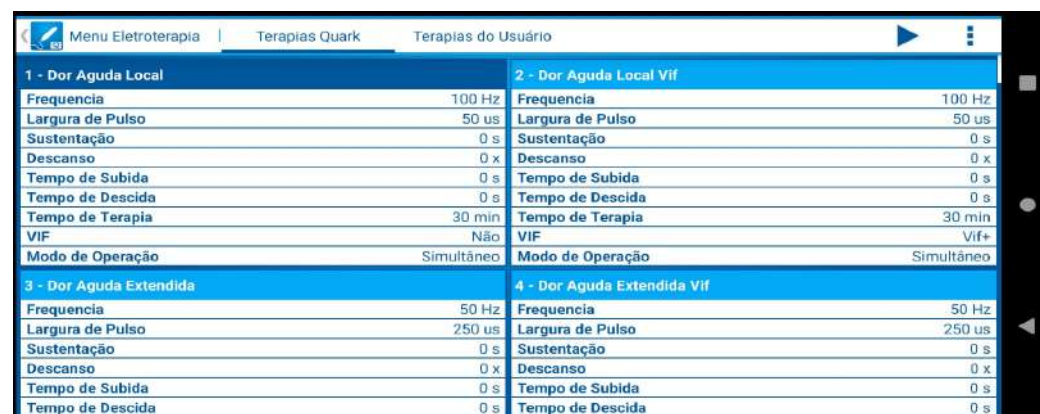 Menu Eletroterapia | Terapias Quark Terapias do Usuário
1 - Dor Aguda Local
Frequencia 100 Hz
Largura de Pulso 50 us
Sustentação 0 s
Descanso 0 x
Tempo de Subida 0 s
Tempo de Descida 0 s
Tempo de Terapia 30 min
VIF Não
Modo de Operação Simultâneo
2 - Dor Aguda Local Vif
Frequencia 100 Hz
Largura de Pulso 50 us
Sustentação 0 s
Descanso 0 x
Tempo de Subida 0 s
Tempo de Descida 0 s
Tempo de Terapia 30 min
VIF Vif+
Modo de Operação Simultâneo
3 - Dor Aguda Extendida
Frequencia 50 Hz
Largura de Pulso 250 us
Sustentação 0 s
Descanso 0 x
Tempo de Subida 0 s
Tempo de Descida 0 s
4 - Dor Aguda Extendida Vif
Frequencia 50 Hz
Largura de Pulso 250 us
Sustentação 0 s
Descanso 0 x
Tempo de Subida 0 s
Tempo de Descida 0 s